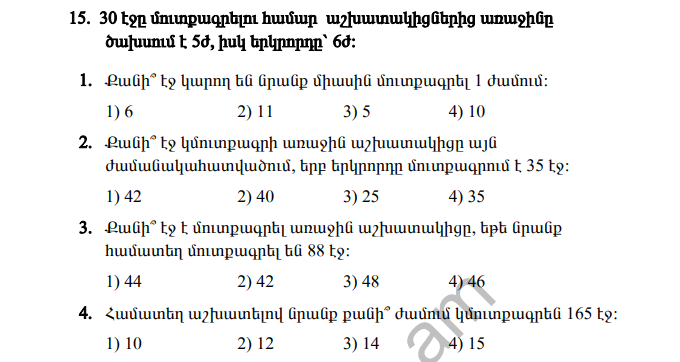 15. 30 էջը մուտքագրելու համար աշխատակիցներից առաջինը
ծախսում է 5ժ, իսկ երկրորդը՝ 6ժ:
1. Քանի՞ էջ կարող են նրանք միասին մուտքագրել 1 ժամում:
1) 6 2) 11 3) 5 4) 10
2. Քանի՞ էջ կմուտքագրի առաջին աշխատակիցը այն
ժամանակահատվածում, երբ երկրորդը մուտքագրում է 35 էջ:
1) 42 2) 40 3) 25 4) 35
3. Քանի՞ էջ է մուտքագրել առաջին աշխատակիցը, եթե նրանք
համատեղ մուտքագրել են 88 էջ:
1) 44 2) 42 3) 48 4) 46
4. Համատեղ աշխատելով նրանք քանի՞ ժամում կմուտքագրեն 165 էջ:
1) 10 2) 12 3) 14 4) 15
am